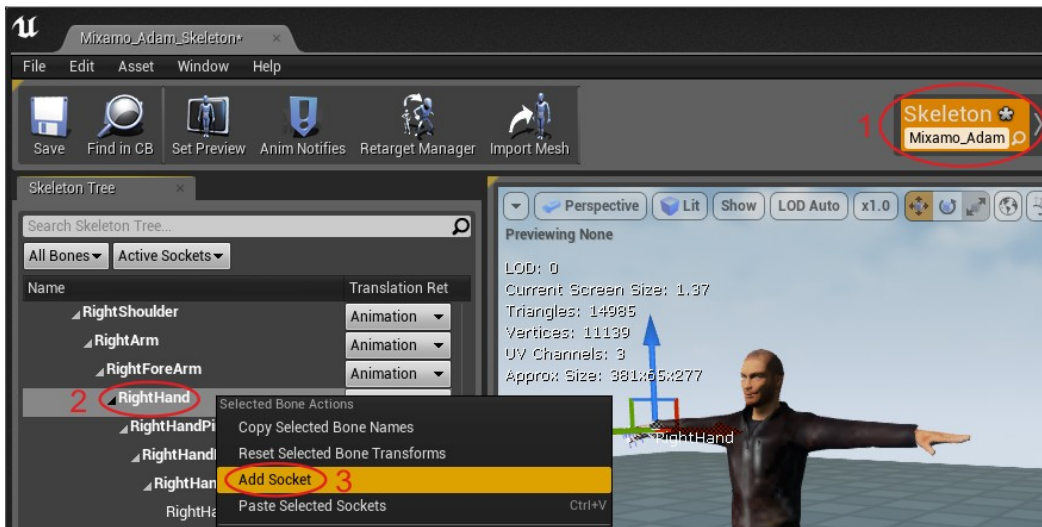 Mixamo_Adam_Skeleton*
File Edit Asset Window Help
Save Find in CB Set Preview Anim Notifies Retarget Manager Import Mesh
1
Skeleton
Mixamo_Adam
Skeleton Tree
Search Skeleton Tree...
All Bones Active Sockets
Name Translation Ret
RightShoulder Animation
RightArm Animation
RightForeArm Animation
2 RightHand
RightHandPi
RightHand
RightHan
RightHa
Selected Bone Actions
Copy Selected Bone Names
Reset Selected Bone Transforms
Add Socket 3
Paste Selected Sockets Ctrl+V
Perspective Lit Show LOD Auto x1.0
Previewing None
LOD: 0
Current Screen Size: 1.37
Triangles: 14985
Vertices: 11139
UV Channels: 3
Approx Size: 381x65x277
RightHand